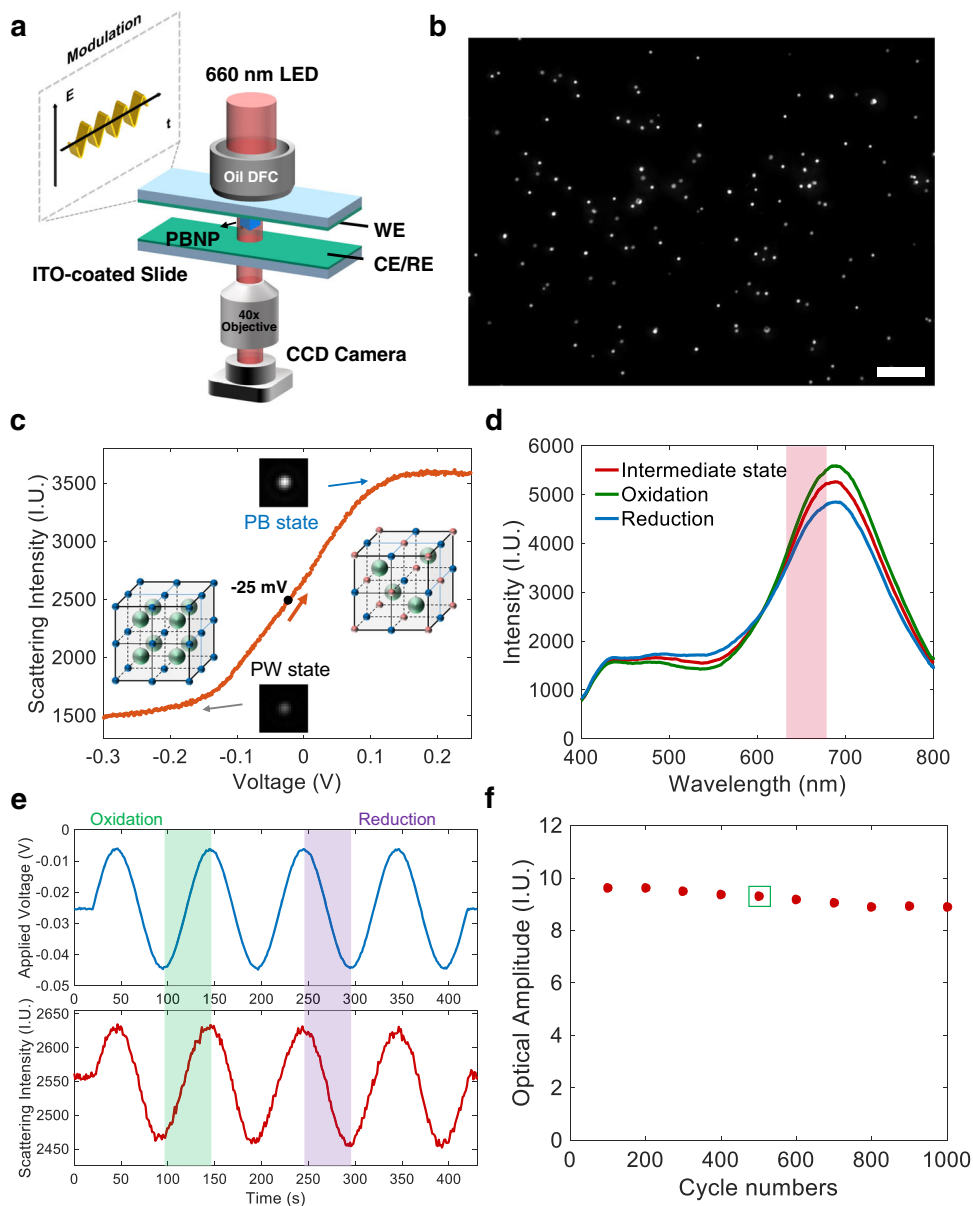 a
Modulation
E
t
660 nm LED
Oil DFC
WE
PBNP
CE/RE
ITO-coated Slide
40x
Objective
CCD Camera
b
c
Scattering Intensity (I.U.)
3500
3000
2500
2000
1500
-0.3
-0.2
-0.1
0
0.1
0.2
Voltage (V)
PB state
-25 mV
PW state
d
Intensity (I.U.)
6000
5000
4000
3000
2000
1000
0
400
500
600
700
800
Wavelength (nm)
Intermediate state
Oxidation
Reduction
e
Oxidation
Reduction
Applied Voltage (V)
0
-0.01
-0.02
-0.03
-0.04
-0.05
0
50
100
150
200
250
300
350
400
Scattering Intensity (I.U.)
2650
2600
2550
2500
2450
0
50
100
150
200
250
300
350
400
Time (s)
f
Optical Amplitude (I.U.)
12
10
8
6
4
2
0
0
200
400
600
800
1000
Cycle numbers